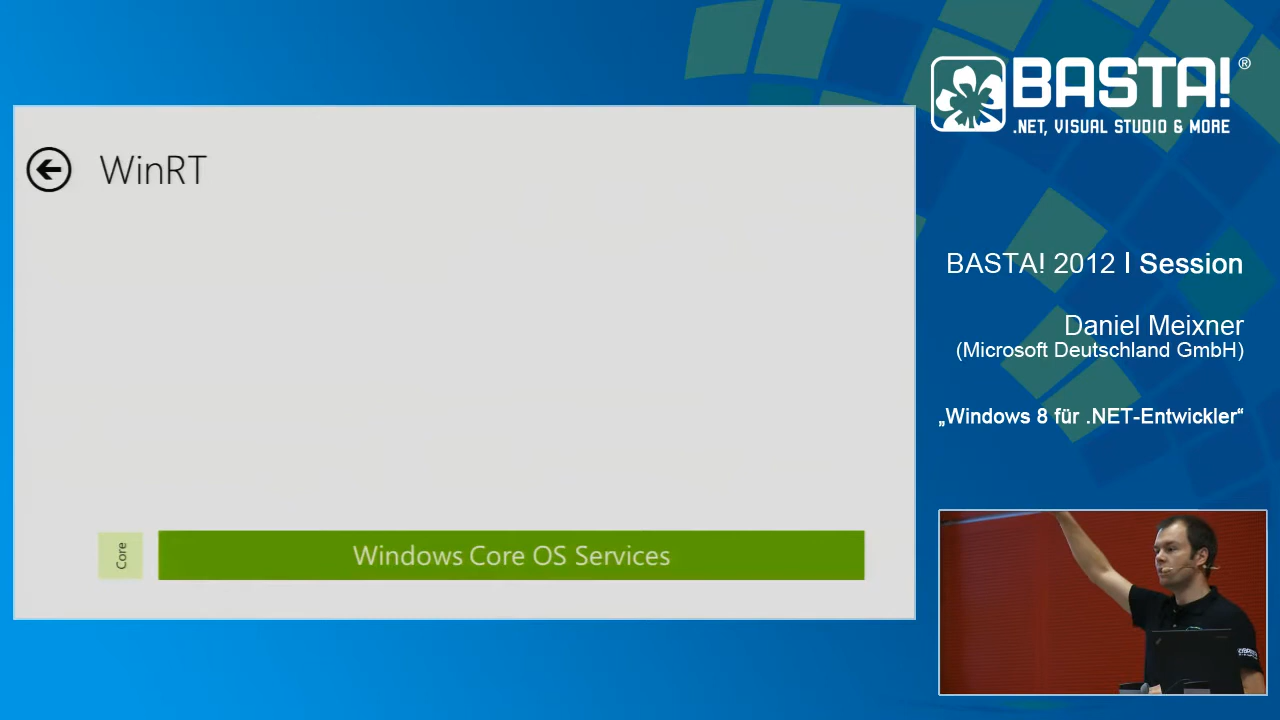 WinRT
Core
Windows Core OS Services
BASTA!®
.NET, VISUAL STUDIO & MORE
BASTA! 2012 I Session
Daniel Meixner
(Microsoft Deutschland GmbH)
„Windows 8 für .NET-Entwickler“